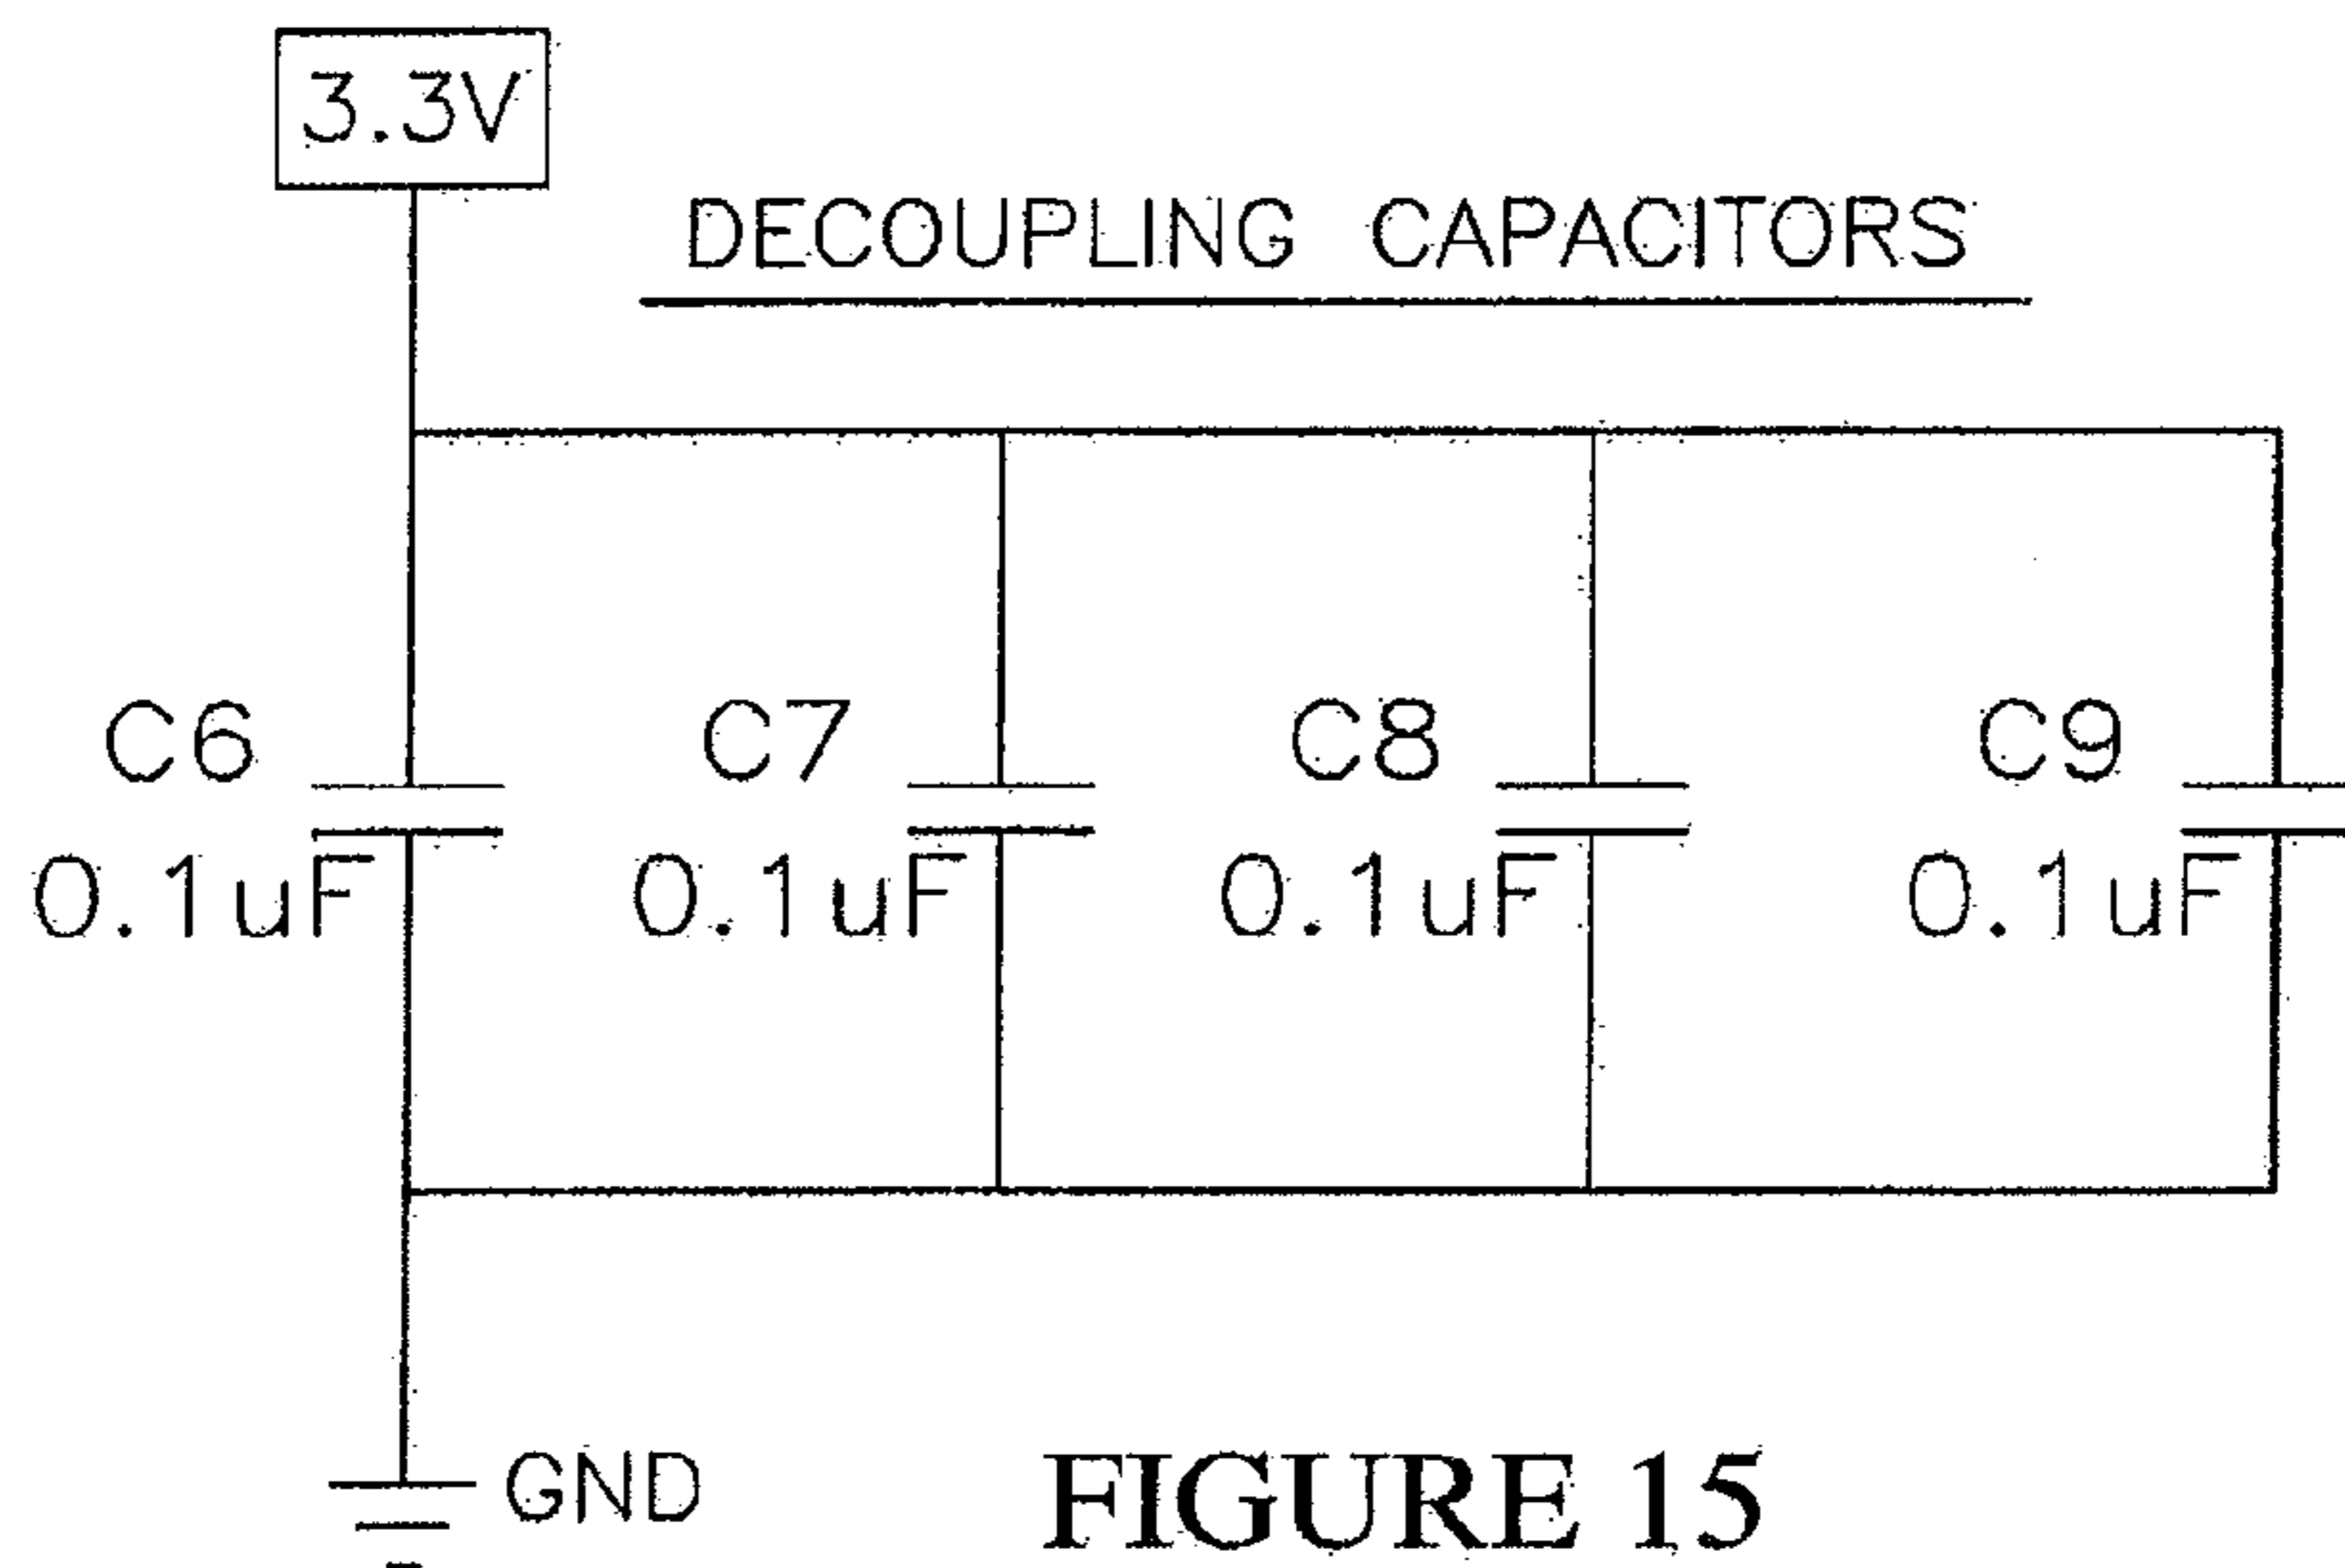 3.3V
DECOUPLING CAPACITORS
C6
0.1uF
C7
0.1uF
C8
0.1uF
C9
0.1uF
GND
FIGURE 15